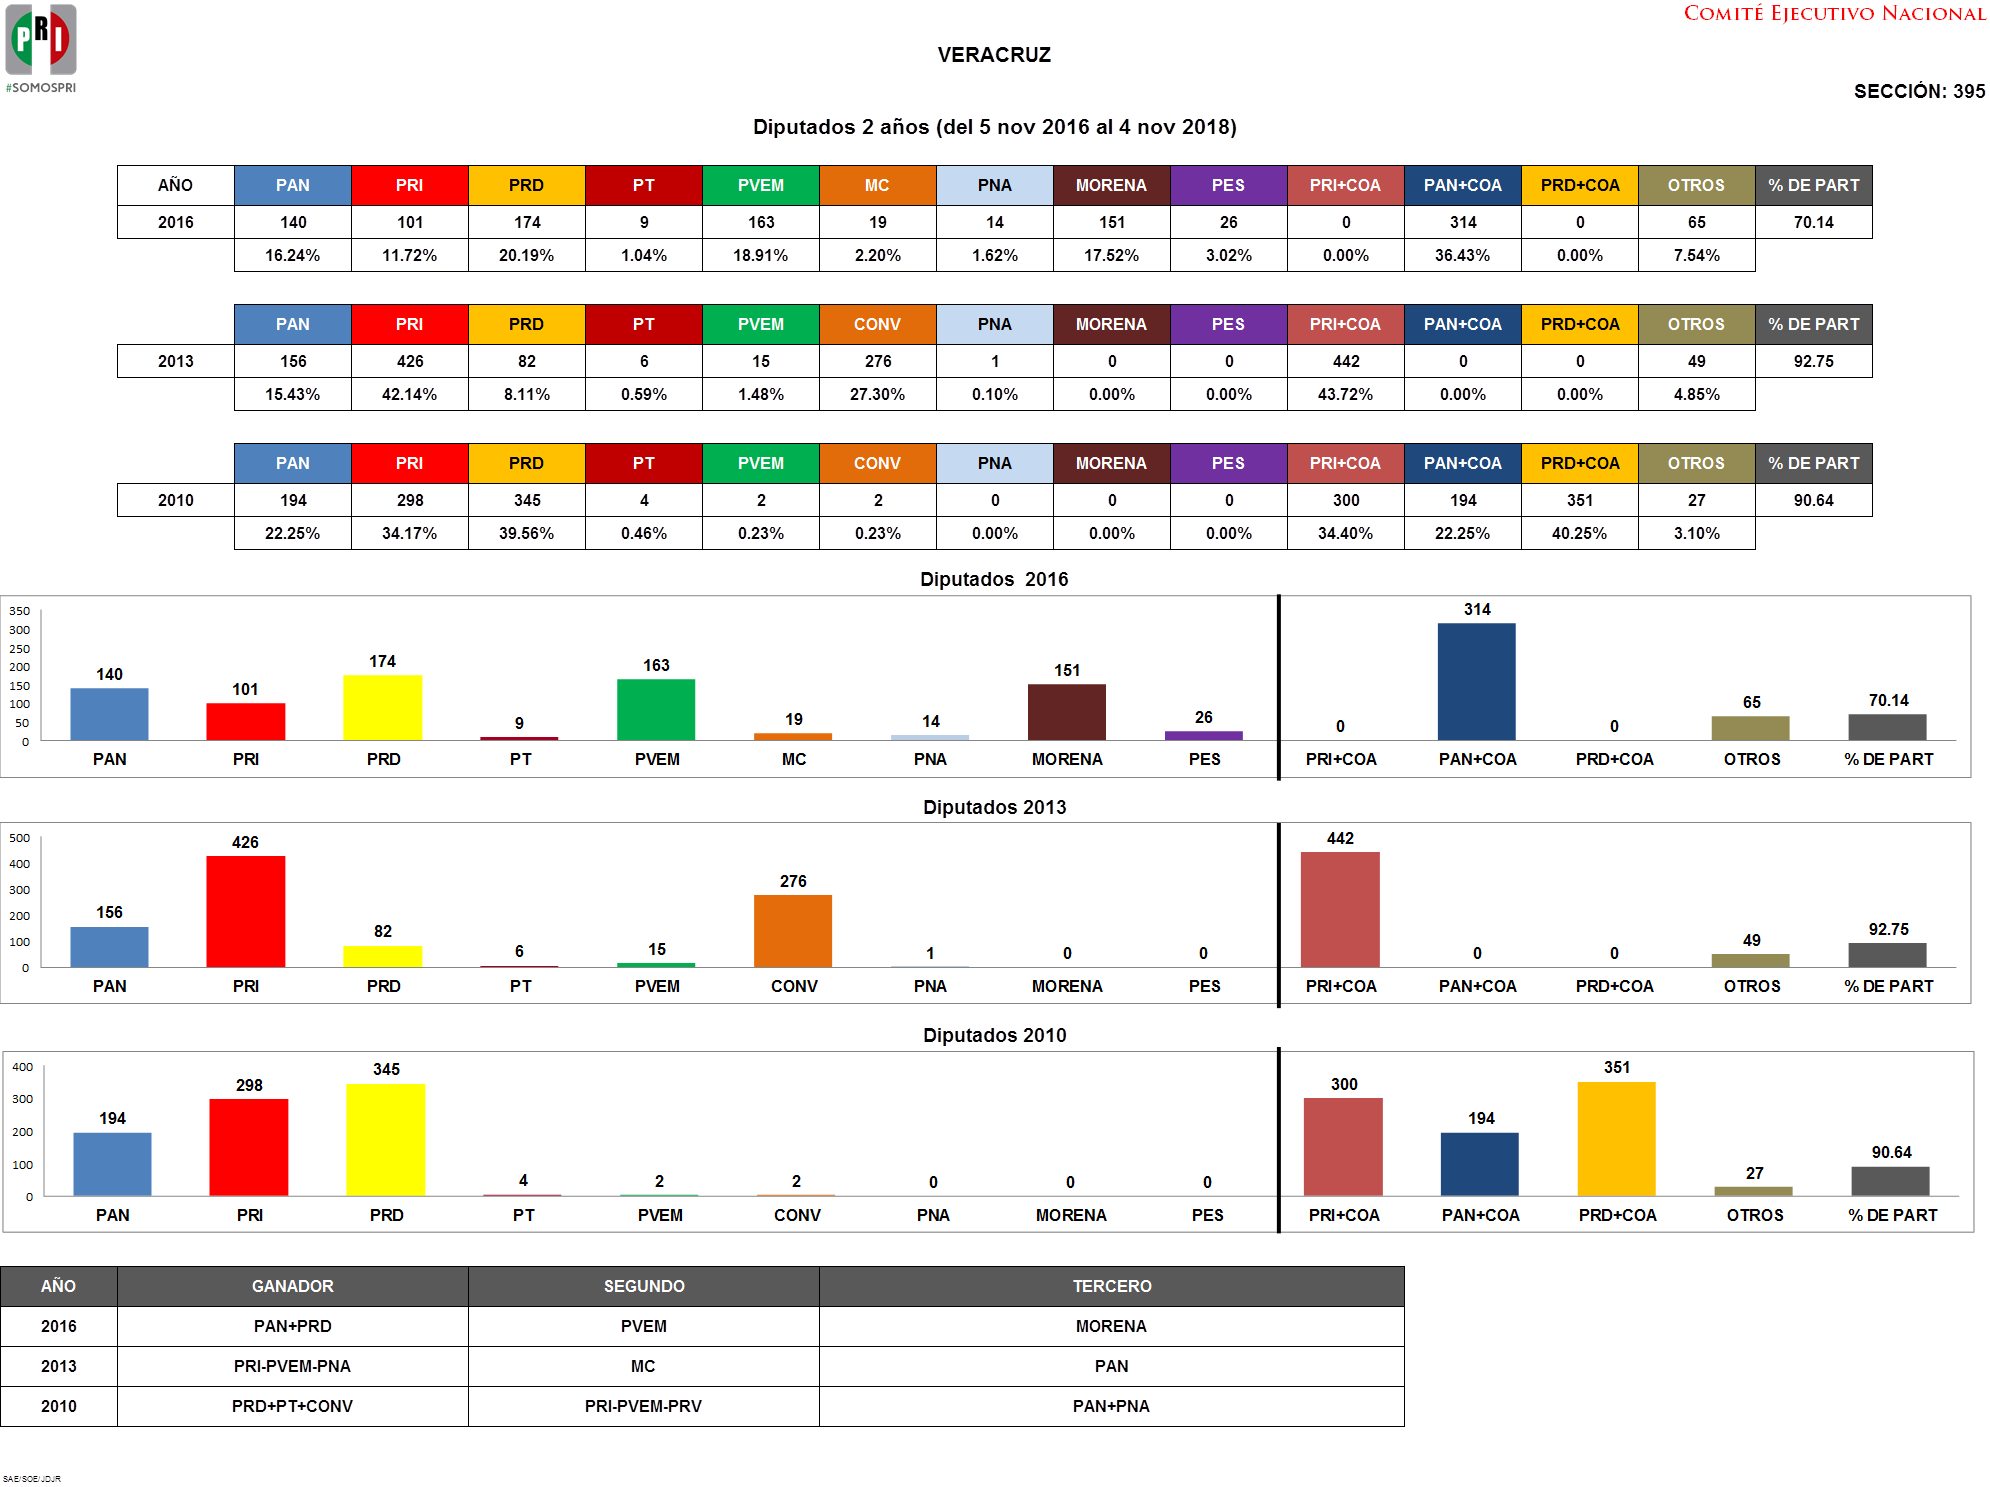 PRI
#SOMOSPRI
COMITÉ EJECUTIVO NACIONAL
VERACRUZ
SECCIÓN: 395
Diputados 2 años (del 5 nov 2016 al 4 nov 2018)
AÑO PAN PRI PRD PT PVEM MC PNA MORENA PES PRI+COA PAN+COA PRD+COA OTROS % DE PART
2016 140 101 174 9 163 19 14 151 26 0 314 0 65 70.14
16.24% 11.72% 20.19% 1.04% 18.91% 2.20% 1.62% 17.52% 3.02% 0.00% 36.43% 0.00% 7.54%
PAN PRI PRD PT PVEM CONV PNA MORENA PES PRI+COA PAN+COA PRD+COA OTROS % DE PART
2013 156 426 82 6 15 276 1 0 0 442 0 0 49 92.75
15.43% 42.14% 8.11% 0.59% 1.48% 27.30% 0.10% 0.00% 0.00% 43.72% 0.00% 0.00% 4.85%
PAN PRI PRD PT PVEM CONV PNA MORENA PES PRI+COA PAN+COA PRD+COA OTROS % DE PART
2010 194 298 345 4 2 2 0 0 0 300 194 351 27 90.64
22.25% 34.17% 39.56% 0.46% 0.23% 0.23% 0.00% 0.00% 0.00% 34.40% 22.25% 40.25% 3.10%
Diputados 2016
350
300
250
200
150
100
50
0
140 101 174 9 163 19 14 151 26 0 314 0 65 70.14
PAN PRI PRD PT PVEM MC PNA MORENA PES PRI+COA PAN+COA PRD+COA OTROS % DE PART
Diputados 2013
500
400
300
200
100
0
156 426 82 6 15 276 1 0 0 442 0 0 49 92.75
PAN PRI PRD PT PVEM CONV PNA MORENA PES PRI+COA PAN+COA PRD+COA OTROS % DE PART
Diputados 2010
400
300
200
100
0
194 298 345 4 2 2 0 0 0 300 194 351 27 90.64
PAN PRI PRD PT PVEM CONV PNA MORENA PES PRI+COA PAN+COA PRD+COA OTROS % DE PART
AÑO GANADOR SEGUNDO TERCERO
2016 PAN+PRD PVEM MORENA
2013 PRI-PVEM-PNA MC PAN
2010 PRD+PT+CONV PRI-PVEM-PRV PAN+PNA
SAE/SOE/JDJR